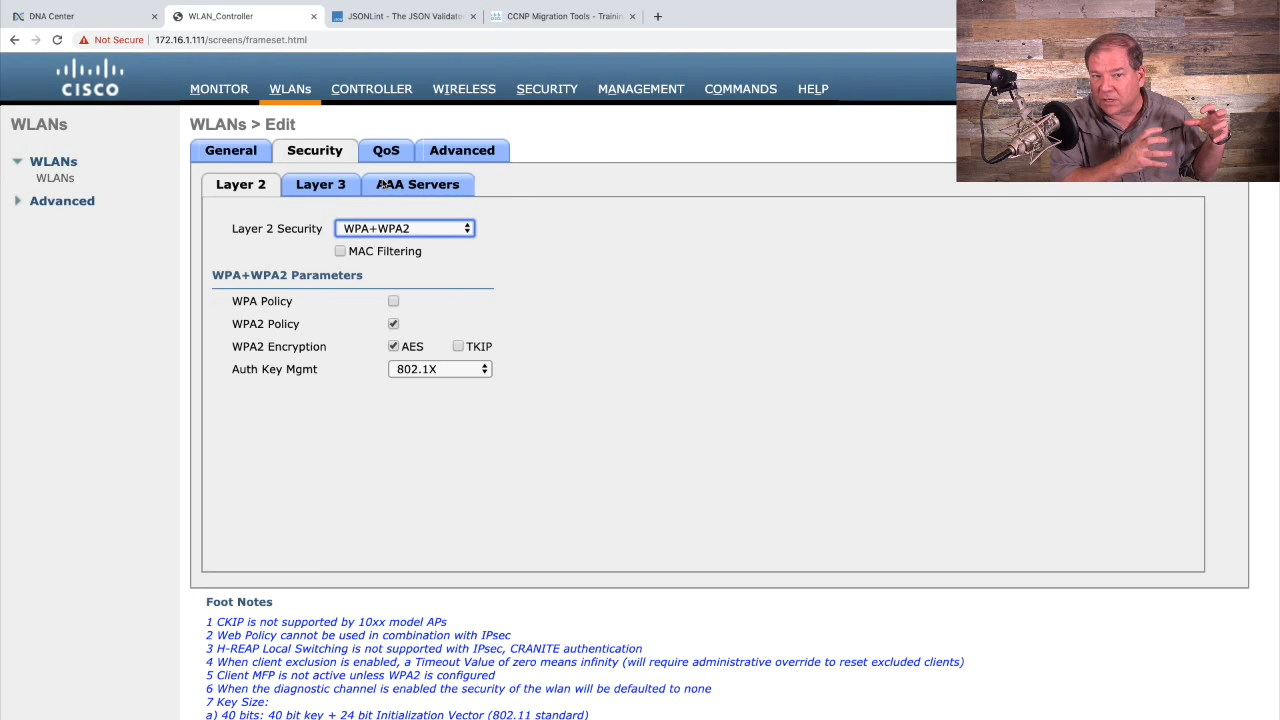 DNA Center × WLAN_Controller × JSONLint - The JSON Validato × CCNP Migration Tools - Trainin × +
Not Secure 172.16.1.111/screens/frameset.html
CISCO MONITOR WLANs CONTROLLER WIRELESS SECURITY MANAGEMENT COMMANDS HELP
WLANs
WLANs
WLANs
Advanced
WLANs > Edit
General Security QoS Advanced
Layer 2 Layer 3 AAA Servers
Layer 2 Security WPA+WPA2
MAC Filtering
WPA+WPA2 Parameters
WPA Policy
WPA2 Policy
WPA2 Encryption AES TKIP
Auth Key Mgmt 802.1X
Foot Notes
1 CKIP is not supported by 10xx model APs
2 Web Policy cannot be used in combination with IPsec
3 H-REAP Local Switching is not supported with IPsec, CRANITE authentication
4 When client exclusion is enabled, a Timeout Value of zero means infinity (will require administrative override to reset excluded clients)
5 Client MFP is not active unless WPA2 is configured
6 When the diagnostic channel is enabled the security of the wlan will be defaulted to none
7 Key Size:
a) 40 bits: 40 bit key + 24 bit Initialization Vector (802.11 standard)